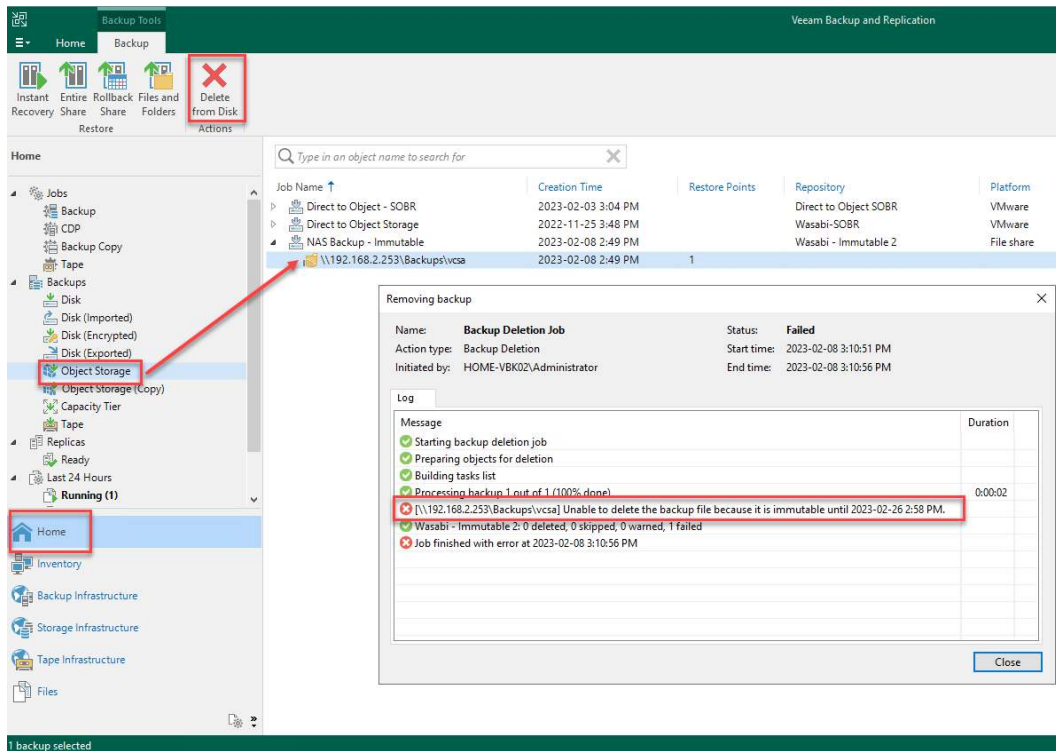 Backup Tools
Veeam Backup and Replication
Home Backup
Instant Recovery
Entire Share
Rollback Share
Files and Folders
Delete from Disk
Restore
Actions
Home
Type in an object name to search for
Jobs
Backup
CDP
Backup Copy
Tape
Backups
Disk
Disk (Imported)
Disk (Encrypted)
Disk (Exported)
Object Storage
Object Storage (Copy)
Capacity Tier
Tape
Replicas
Ready
Last 24 Hours
Running (1)
Home
Inventory
Backup Infrastructure
Storage Infrastructure
Tape Infrastructure
Files
Job Name Creation Time Restore Points Repository Platform
Direct to Object - SOBR 2023-02-03 3:04 PM Direct to Object SOBR VMware
Direct to Object Storage 2022-11-25 3:48 PM Wasabi-SOBR VMware
NAS Backup - Immutable 2023-02-08 2:49 PM Wasabi - Immutable 2 File share
\\192.168.2.253\Backups\vcsa 2023-02-08 2:49 PM 1
Removing backup
Name: Backup Deletion Job Status: Failed
Action type: Backup Deletion Start time: 2023-02-08 3:10:51 PM
Initiated by: HOME-VBK02\Administrator End time: 2023-02-08 3:10:56 PM
Log
Message Duration
Starting backup deletion job
Preparing objects for deletion
Building tasks list
Processing backup 1 out of 1 (100% done) 0:00:02
[\\192.168.2.253\Backups\vcsa] Unable to delete the backup file because it is immutable until 2023-02-26 2:58 PM.
Wasabi - Immutable 2: 0 deleted, 0 skipped, 0 warned, 1 failed
Job finished with error at 2023-02-08 3:10:56 PM
Close
1 backup selected